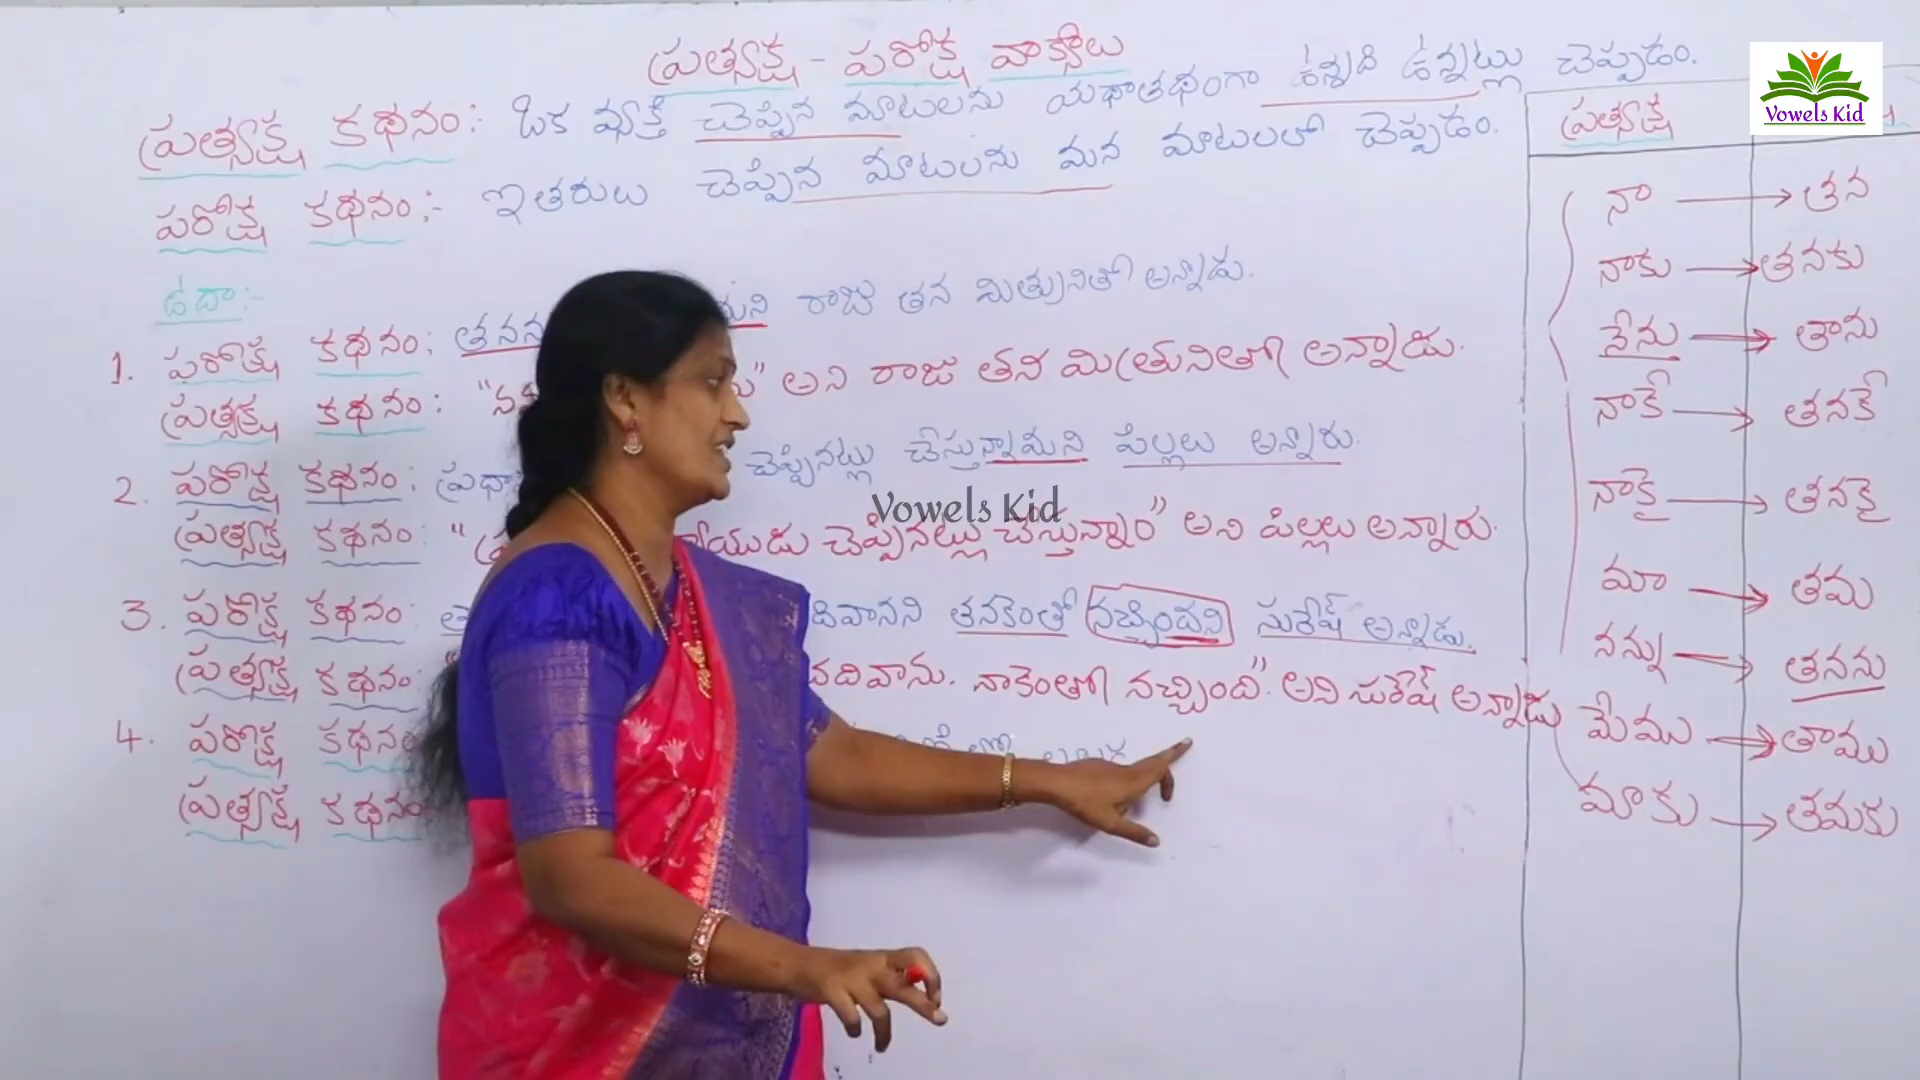 ప్రత్యక్ష - పరోక్ష వాక్యాలు
ప్రత్యక్ష కథనం:- ఒక వ్యక్తి చెప్పిన మాటలను యథాతథంగా ఉన్నది ఉన్నట్లు చెప్పడం.
పరోక్ష కథనం:- ఇతరులు చెప్పిన మాటలను మన మాటలలో చెప్పడం.
ఉదా:-
1. పరోక్ష కథనం: తనను రాజు తన మిత్రునితో అన్నాడు.
ప్రత్యక్ష కథనం: " " అని రాజు తన మిత్రునితో అన్నాడు.
2. పరోక్ష కథనం: చెప్పినట్లు చేస్తున్నామని పిల్లలు అన్నారు.
ప్రత్యక్ష కథనం: " చెప్పినట్లు చేస్తున్నాం" అని పిల్లలు అన్నారు.
3. పరోక్ష కథనం: తనకెంతో నచ్చిందని సురేష్ అన్నాడు.
ప్రత్యక్ష కథనం: చదివాను. నాకెంతో నచ్చింది". అని సురేష్ అన్నాడు
4. పరోక్ష కథనం
ప్రత్యక్ష కథనం
ప్రత్యక్ష
నా → తన
నాకు → తనకు
నేను → తాను
నాకే → తనకే
నాకై → తనకై
మా → తమ
నన్ను → తనను
మేము → తాము
మాకు → తమకు
Vowels Kid
Vowels Kid